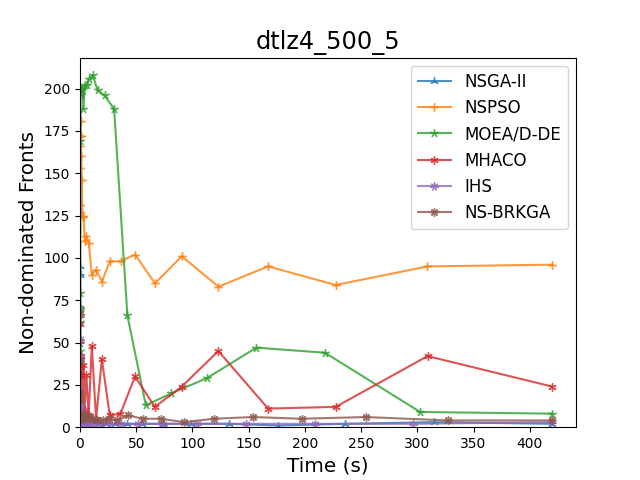 dtlz4_500_5
Non-dominated Fronts
200
175
150
125
100
75
50
25
0
NSGA-II
NSPSO
MOEA/D-DE
MHACO
IHS
NS-BRKGA
0 50 100 150 200 250 300 350 400
Time (s)